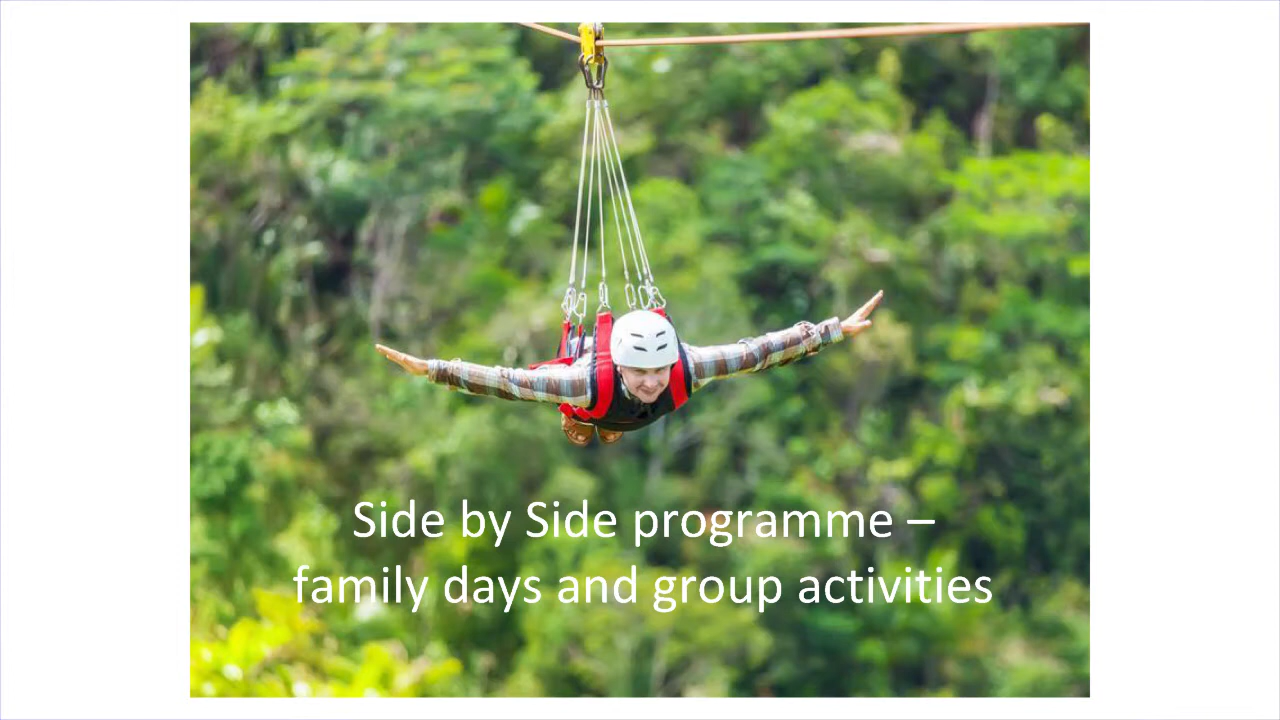 Side by Side programme –
family days and group activities